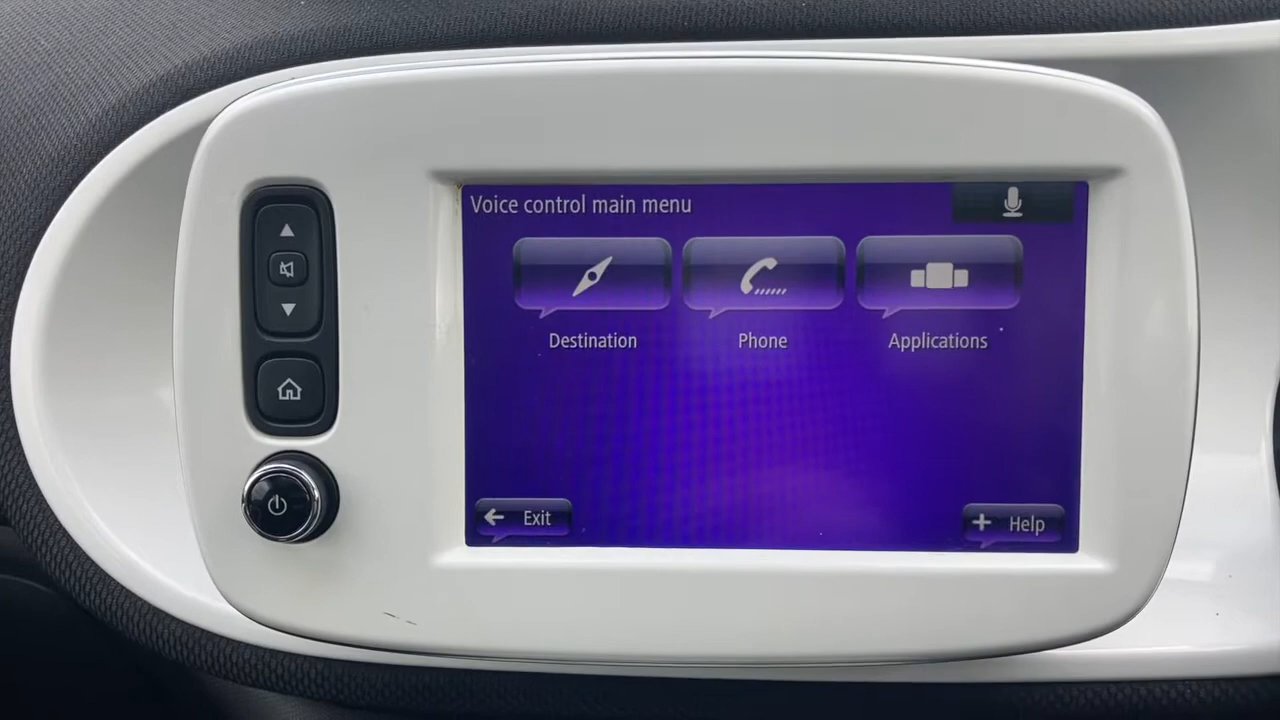 Voice control main menu
Destination
Phone
Applications
Exit
Help